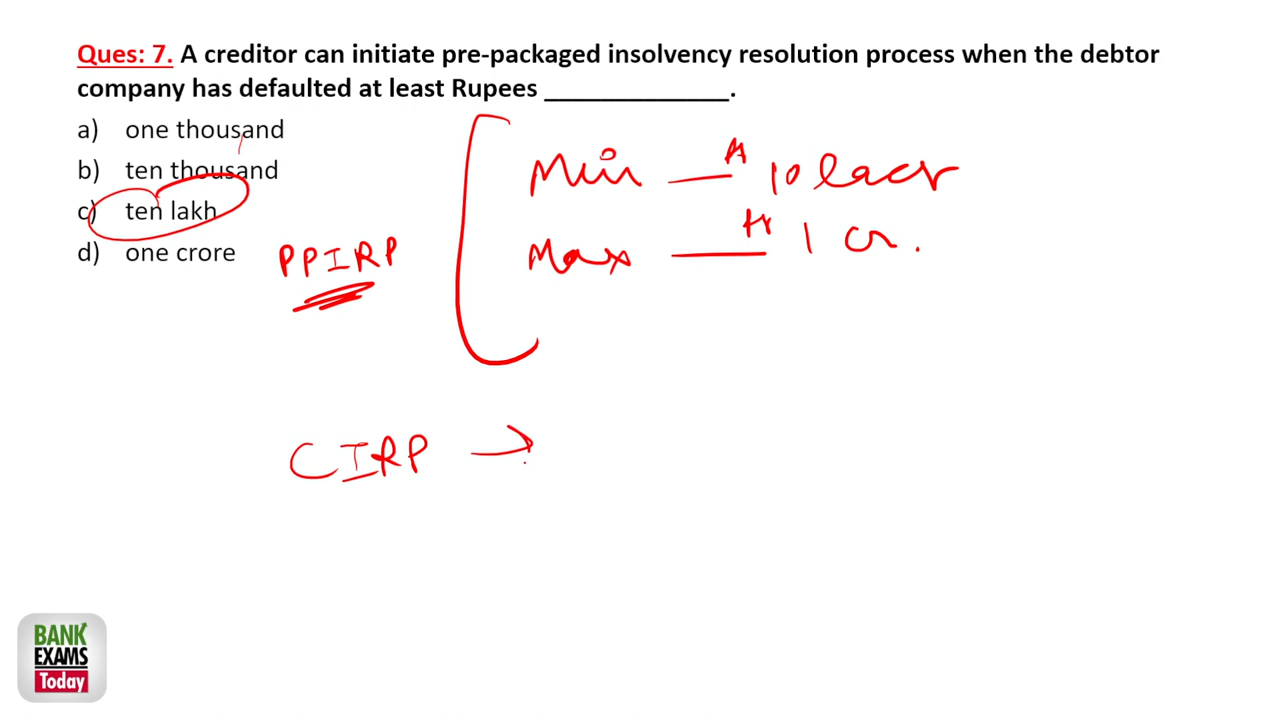 Ques: 7. A creditor can initiate pre-packaged insolvency resolution process when the debtor
company has defaulted at least Rupees ______________.
a) one thousand
b) ten thousand
c) ten lakh
d) one crore
PPIRP
Min — 10 lacs
Max — 1 cr.
CIRP →
BANK
EXAMS
Today